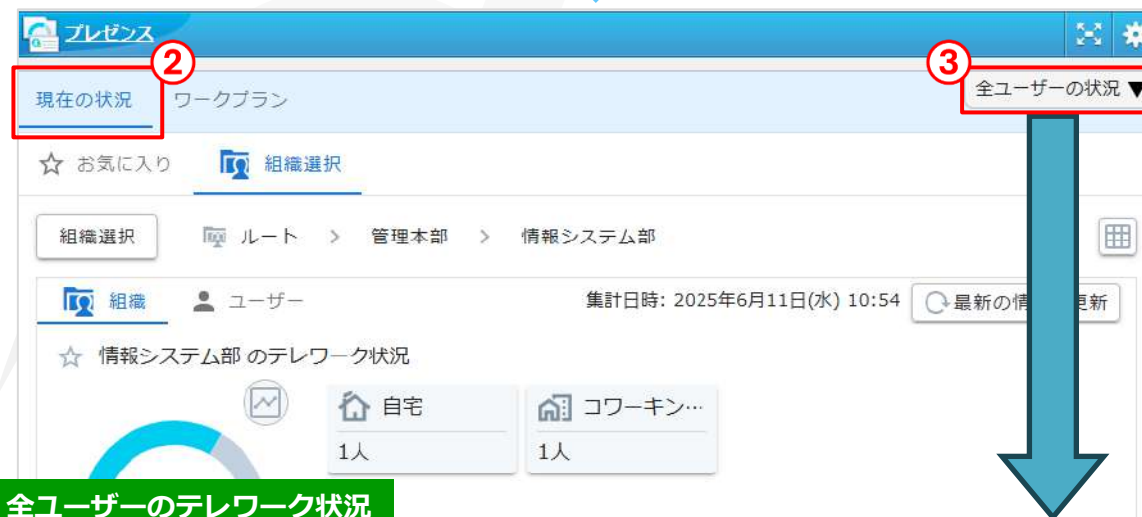 プレゼンス
②
③
現在の状況 ワークプラン
全ユーザーの状況 ▼
☆ お気に入り 組織選択
組織選択 ルート > 管理本部 > 情報システム部
組織 ユーザー 集計日時: 2025年6月11日(水) 10:54 最新の情 更新
☆ 情報システム部 のテレワーク状況
自宅 コワーキン…
1人 1人
全ユーザーのテレワーク状況